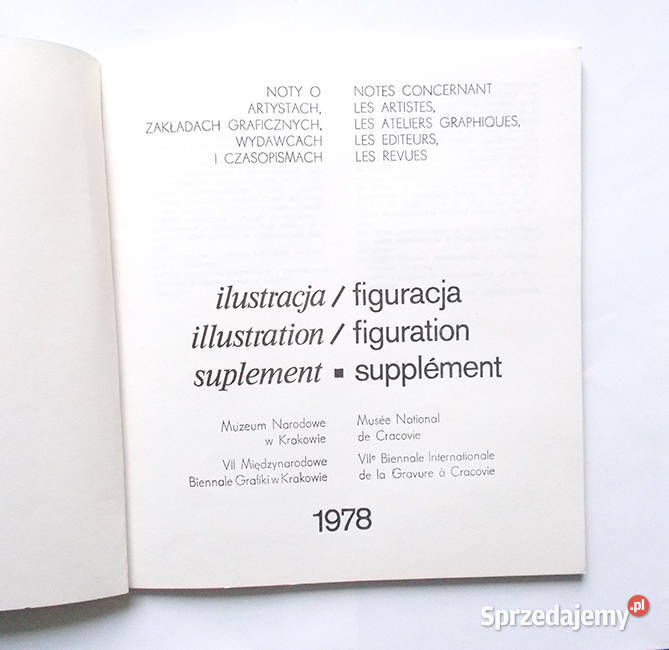 NOTY O
ARTYSTACH,
ZAKŁADACH GRAFICZNYCH,
WYDAWCACH
I CZASOPISMACH
NOTES CONCERNANT
LES ARTISTES,
LES ATELIERS GRAPHIQUES,
LES EDITEURS,
LES REVUES
ilustracja / figuracja
illustration / figuration
suplement ▪ supplément
Muzeum Narodowe
w Krakowie
Musée National
de Cracovie
VII Międzynarodowe
Biennale Grafiki w Krakowie
VIIe Biennale Internationale
de la Gravure à Cracovie
1978
Sprzedajemy.pl